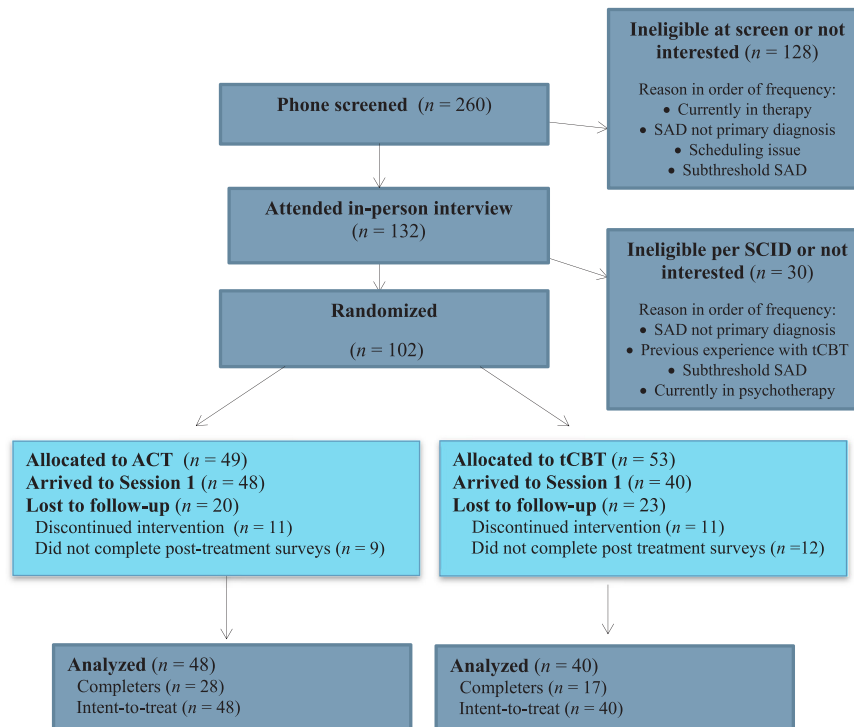 Ineligible at screen or not
interested (n = 128)
Reason in order of frequency:
• Currently in therapy
• SAD not primary diagnosis
• Scheduling issue
• Subthreshold SAD
Phone screened (n = 260)
Attended in-person interview
(n = 132)
Ineligible per SCID or not
interested (n = 30)
Reason in order of frequency:
• SAD not primary diagnosis
• Previous experience with tCBT
• Subthreshold SAD
• Currently in psychotherapy
Randomized
(n = 102)
Allocated to ACT (n = 49)
Arrived to Session 1 (n = 48)
Lost to follow-up (n = 20)
Discontinued intervention (n = 11)
Did not complete post-treatment surveys (n = 9)
Allocated to tCBT (n = 53)
Arrived to Session 1 (n = 40)
Lost to follow-up (n = 23)
Discontinued intervention (n = 11)
Did not complete post treatment surveys (n =12)
Analyzed (n = 48)
Completers (n = 28)
Intent-to-treat (n = 48)
Analyzed (n = 40)
Completers (n = 17)
Intent-to-treat (n = 40)